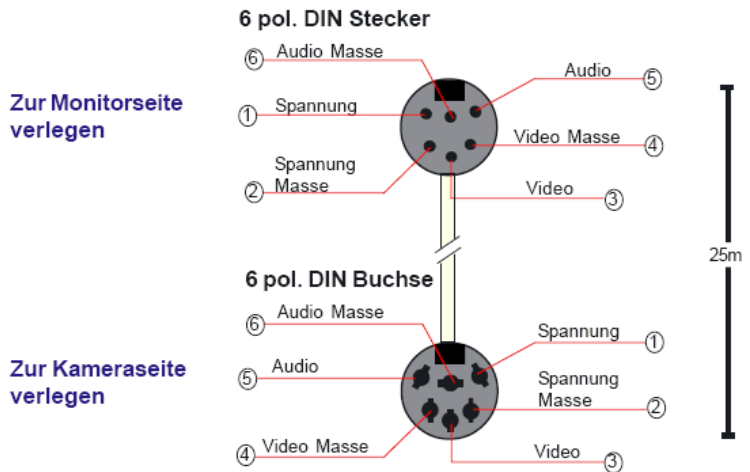 6 pol. DIN Stecker
⑥ Audio Masse
Audio ⑤
Zur Monitorseite
verlegen
① Spannung
Video Masse ④
Spannung
Masse
②
Video
③
25m
6 pol. DIN Buchse
Audio Masse
⑥
Spannung
①
Zur Kameraseite
verlegen
⑤ Audio
Spannung
Masse
②
④ Video Masse
Video
③